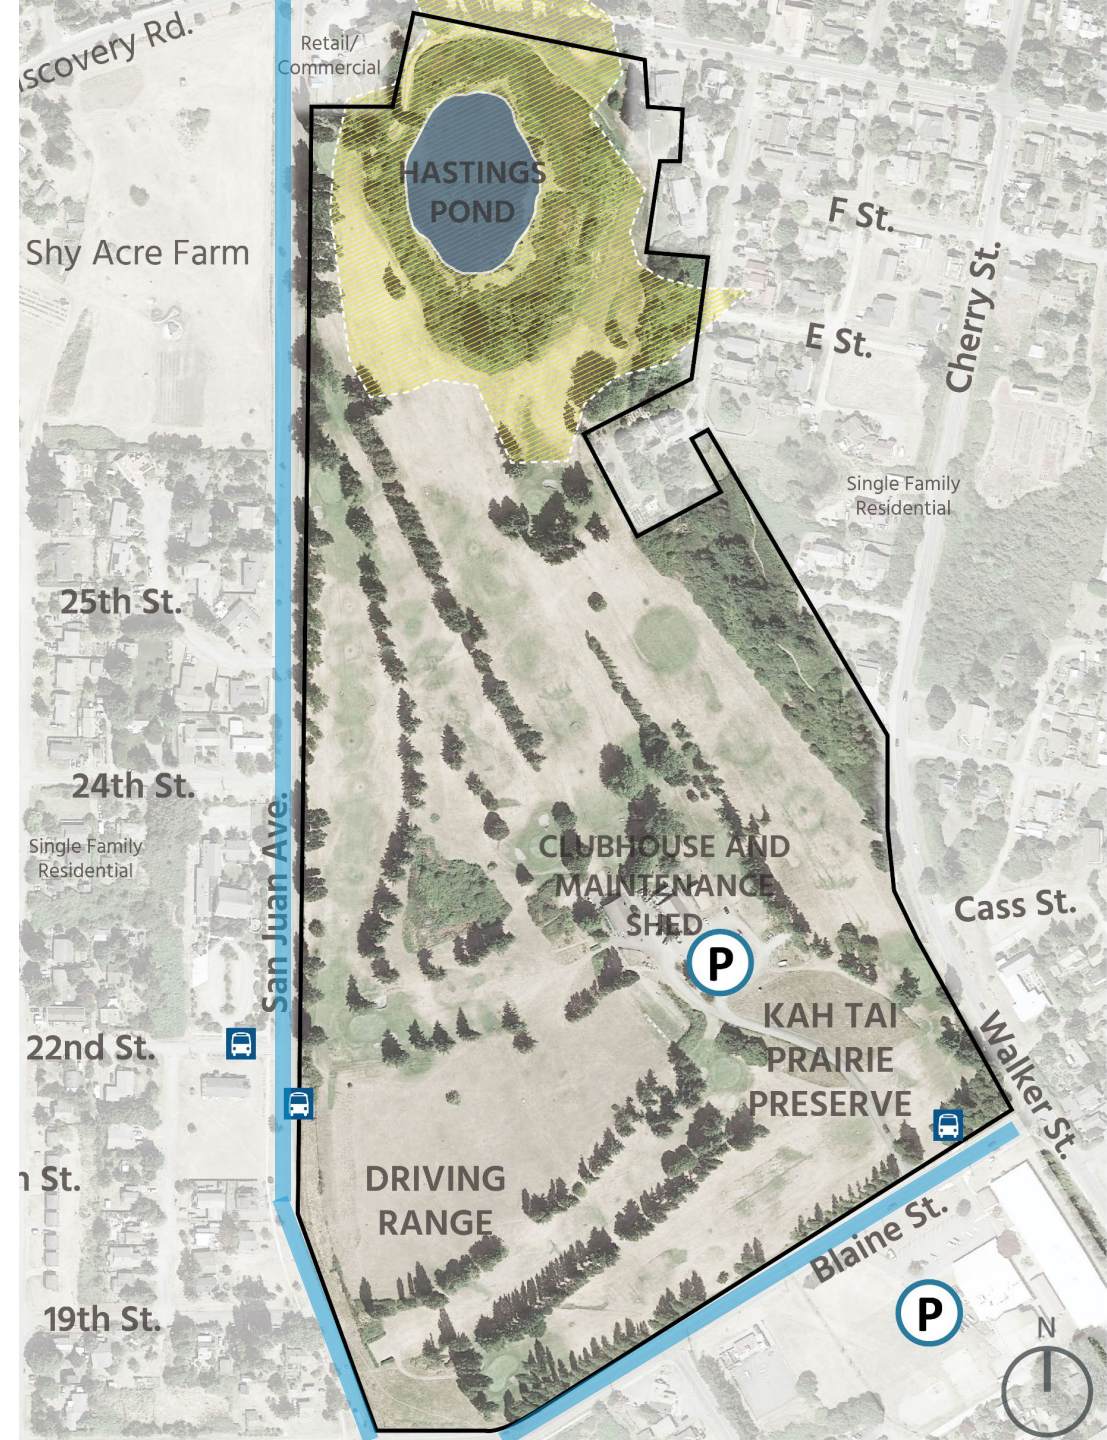 iscovery Rd.
Retail/
Commercial
HASTINGS
POND
Shy Acre Farm
F St.
Cherry St.
E St.
Single Family
Residential
25th St.
24th St.
San Juan Ave.
Single Family
Residential
CLUBHOUSE AND
MAINTENANCE
SHED
P
Cass St.
KAH TAI
PRAIRIE
PRESERVE
22nd St.
Walker St.
h St.
DRIVING
RANGE
Blaine St.
P
19th St.
N